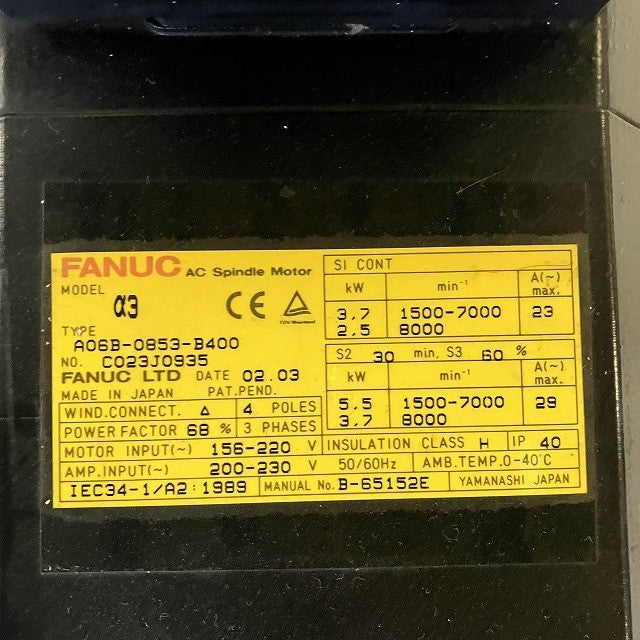 FANUC AC Spindle Motor
MODEL α3
TYPE A06B-0853-B400
NO. C023J0935
FANUC LTD DATE 02.03
MADE IN JAPAN PAT.PEND.
CE TÜV Rheinland
S1 CONT
kW min⁻¹ A(~) max.
3.7 1500-7000 23
2.5 8000
S2 30 min, S3 60 %
kW min⁻¹ A(~) max.
5.5 1500-7000 29
3.7 8000
WIND.CONNECT. △ 4 POLES
POWER FACTOR 68 % 3 PHASES
MOTOR INPUT(~) 156-220 V INSULATION CLASS H IP 40
AMP.INPUT(~) 200-230 V 50/60Hz AMB.TEMP.0-40°C
IEC34-1/A2:1989 MANUAL No. B-65152E YAMANASHI JAPAN